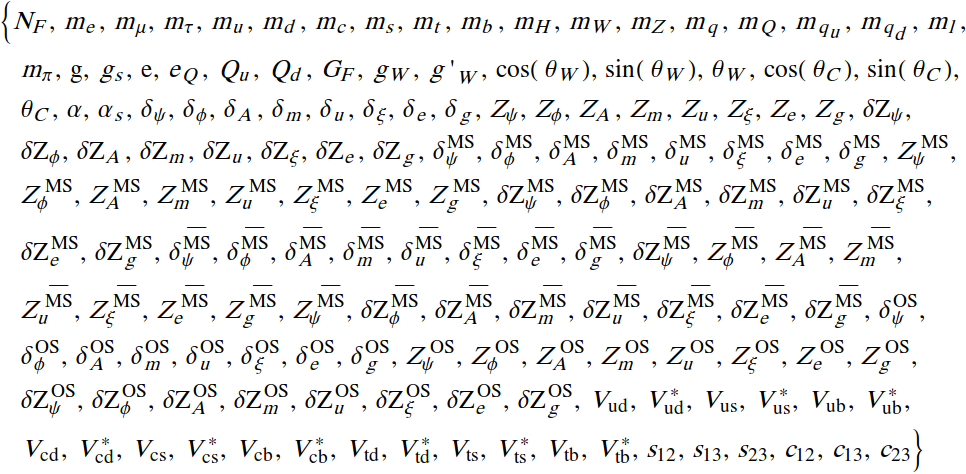 {N_F, m_e, m_μ, m_τ, m_u, m_d, m_c, m_s, m_t, m_b, m_H, m_W, m_Z, m_q, m_Q, m_{q_u}, m_{q_d}, m_l,
m_π, g, g_s, e, e_Q, Q_u, Q_d, G_F, g_W, g'_W, cos(θ_W), sin(θ_W), θ_W, cos(θ_C), sin(θ_C),
θ_C, α, α_s, δ_ψ, δ_ϕ, δ_A, δ_m, δ_u, δ_ξ, δ_e, δ_g, Z_ψ, Z_ϕ, Z_A, Z_m, Z_u, Z_ξ, Z_e, Z_g, δZ_ψ,
δZ_ϕ, δZ_A, δZ_m, δZ_u, δZ_ξ, δZ_e, δZ_g, δ_ψ^MS, δ_ϕ^MS, δ_A^MS, δ_m^MS, δ_u^MS, δ_ξ^MS, δ_e^MS, δ_g^MS, Z_ψ^MS,
Z_ϕ^MS, Z_A^MS, Z_m^MS, Z_u^MS, Z_ξ^MS, Z_e^MS, Z_g^MS, δZ_ψ^MS, δZ_ϕ^MS, δZ_A^MS, δZ_m^MS, δZ_u^MS, δZ_ξ^MS,
δZ_e^MS, δZ_g^MS, δ_ψ^\overline{MS}, δ_ϕ^\overline{MS}, δ_A^\overline{MS}, δ_m^\overline{MS}, δ_u^\overline{MS}, δ_ξ^\overline{MS}, δ_e^\overline{MS}, δ_g^\overline{MS}, δZ_ψ^\overline{MS}, Z_ϕ^\overline{MS}, Z_A^\overline{MS}, Z_m^\overline{MS},
Z_u^\overline{MS}, Z_ξ^\overline{MS}, Z_e^\overline{MS}, Z_g^\overline{MS}, Z_ψ^\overline{MS}, δZ_ϕ^\overline{MS}, δZ_A^\overline{MS}, δZ_m^\overline{MS}, δZ_u^\overline{MS}, δZ_ξ^\overline{MS}, δZ_e^\overline{MS}, δZ_g^\overline{MS}, δ_ψ^OS,
δ_ϕ^OS, δ_A^OS, δ_m^OS, δ_u^OS, δ_ξ^OS, δ_e^OS, δ_g^OS, Z_ψ^OS, Z_ϕ^OS, Z_A^OS, Z_m^OS, Z_u^OS, Z_ξ^OS, Z_e^OS, Z_g^OS,
δZ_ψ^OS, δZ_ϕ^OS, δZ_A^OS, δZ_m^OS, δZ_u^OS, δZ_ξ^OS, δZ_e^OS, δZ_g^OS, V_ud, V_ud^*, V_us, V_us^*, V_ub, V_ub^*,
V_cd, V_cd^*, V_cs, V_cs^*, V_cb, V_cb^*, V_td, V_td^*, V_ts, V_ts^*, V_tb, V_tb^*, s_12, s_13, s_23, c_12, c_13, c_23}